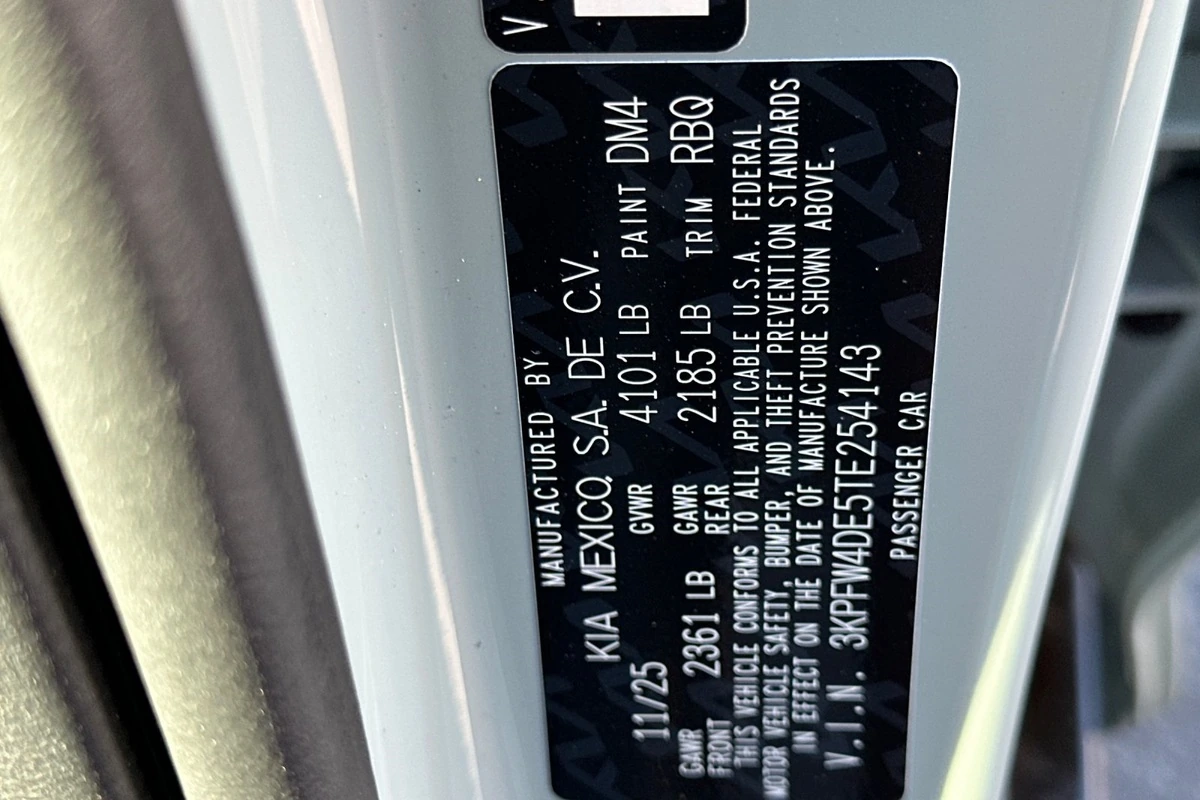 V
MANUFACTURED BY
KIA MEXICO, S.A. DE C.V.
11/25 GVWR 4101 LB PAINT DM4
GAWR FRONT 2361 LB GAWR REAR 2185 LB TRIM RBQ
THIS VEHICLE CONFORMS TO ALL APPLICABLE U.S.A. FEDERAL
MOTOR VEHICLE SAFETY, BUMPER, AND THEFT PREVENTION STANDARDS
IN EFFECT ON THE DATE OF MANUFACTURE SHOWN ABOVE.
V.I.N. 3KPFW4DE5TE254143
PASSENGER CAR